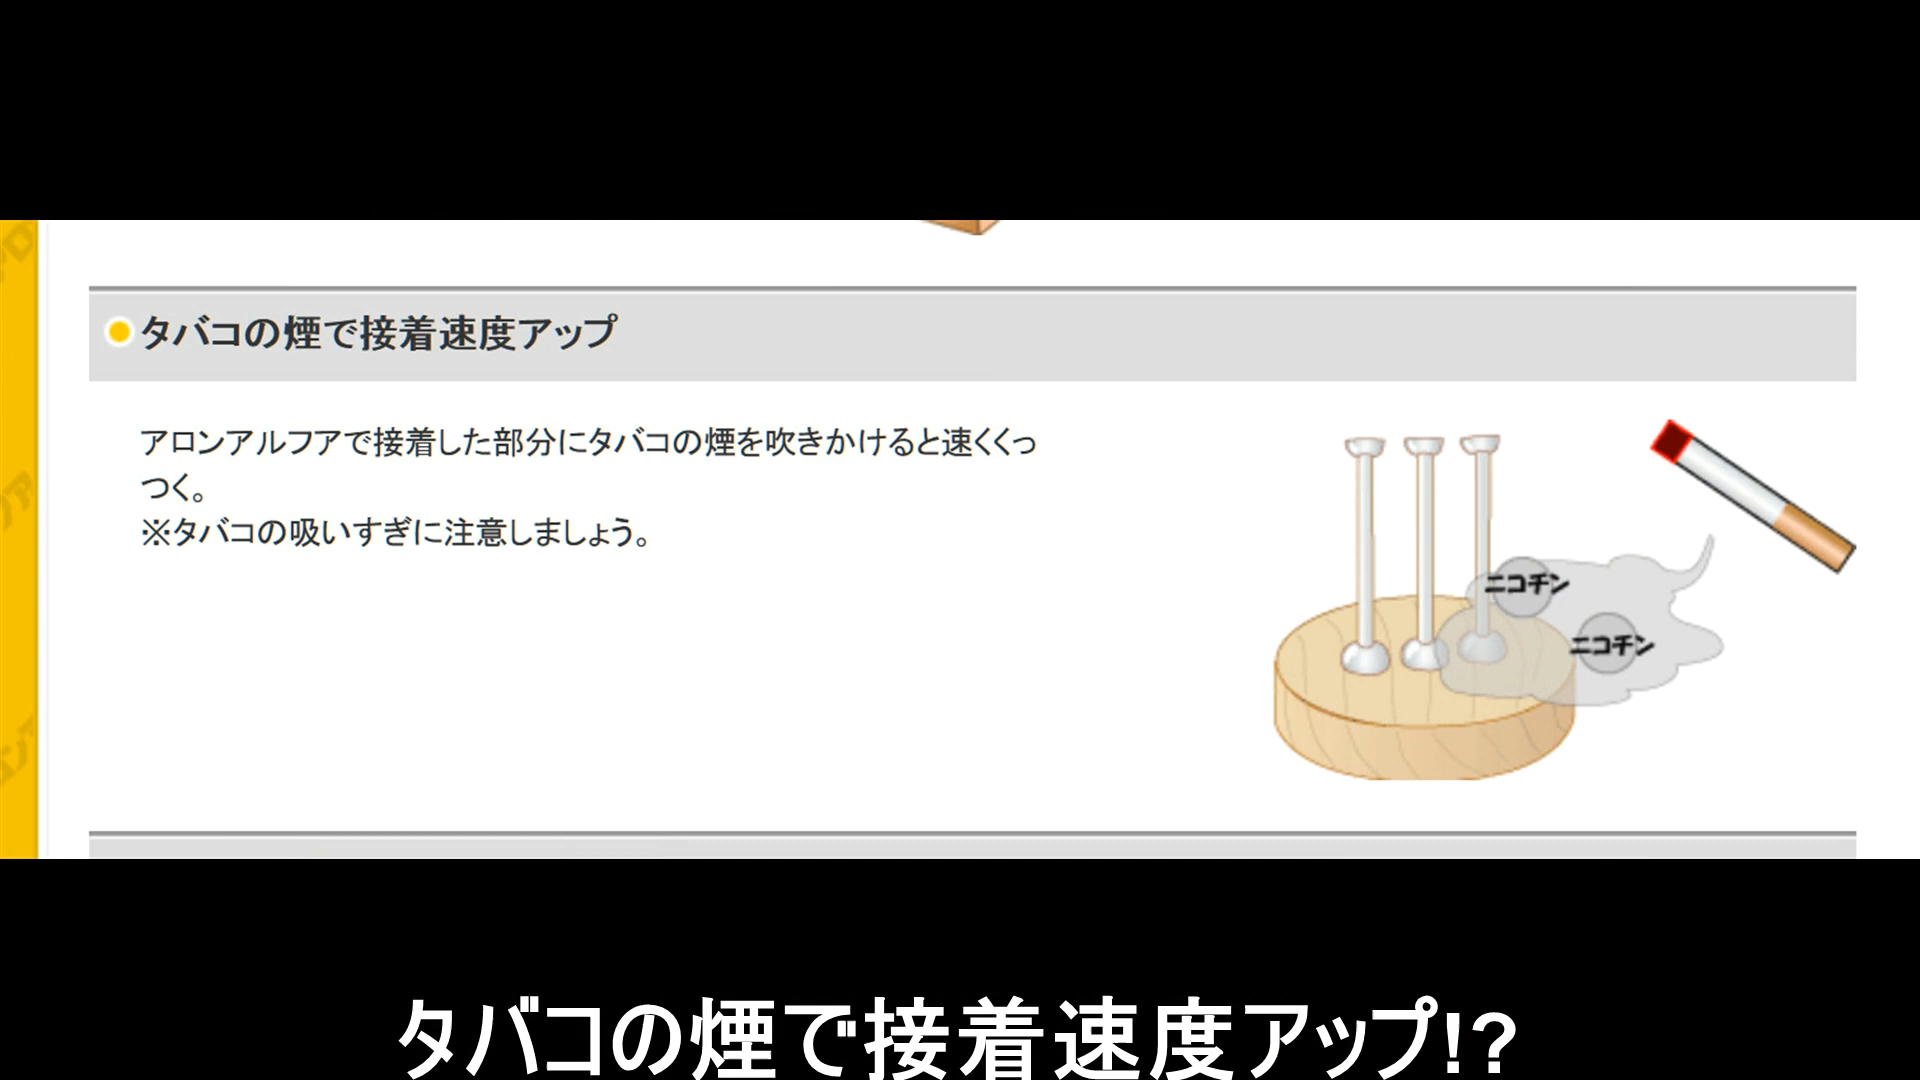 タバコの煙で接着速度アップ
アロンアルフアで接着した部分にタバコの煙を吹きかけると速くくっ
つく。
※タバコの吸いすぎに注意しましょう。
ニコチン
ニコチン
タバコの煙で接着速度アップ!?